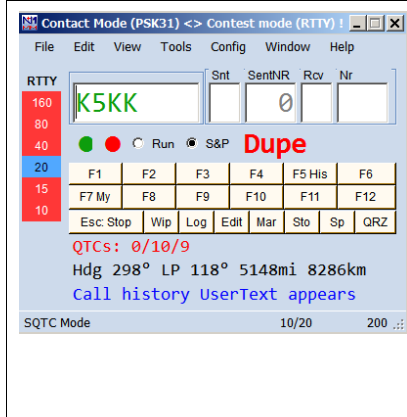 Contact Mode (PSK31) <> Contest mode (RTTY) !
File Edit View Tools Config Window Help
RTTY Snt SentNR Rcv Nr
160 K5KK 0
80
40 Run S&P Dupe
20 F1 F2 F3 F4 F5 His F6
15 F7 My F8 F9 F10 F11 F12
10 Esc: Stop Wip Log Edit Mar Sto Sp QRZ
QTCs: 0/10/9
Hdg 298º LP 118º 5148mi 8286km
Call history UserText appears
SQTC Mode 10/20 200